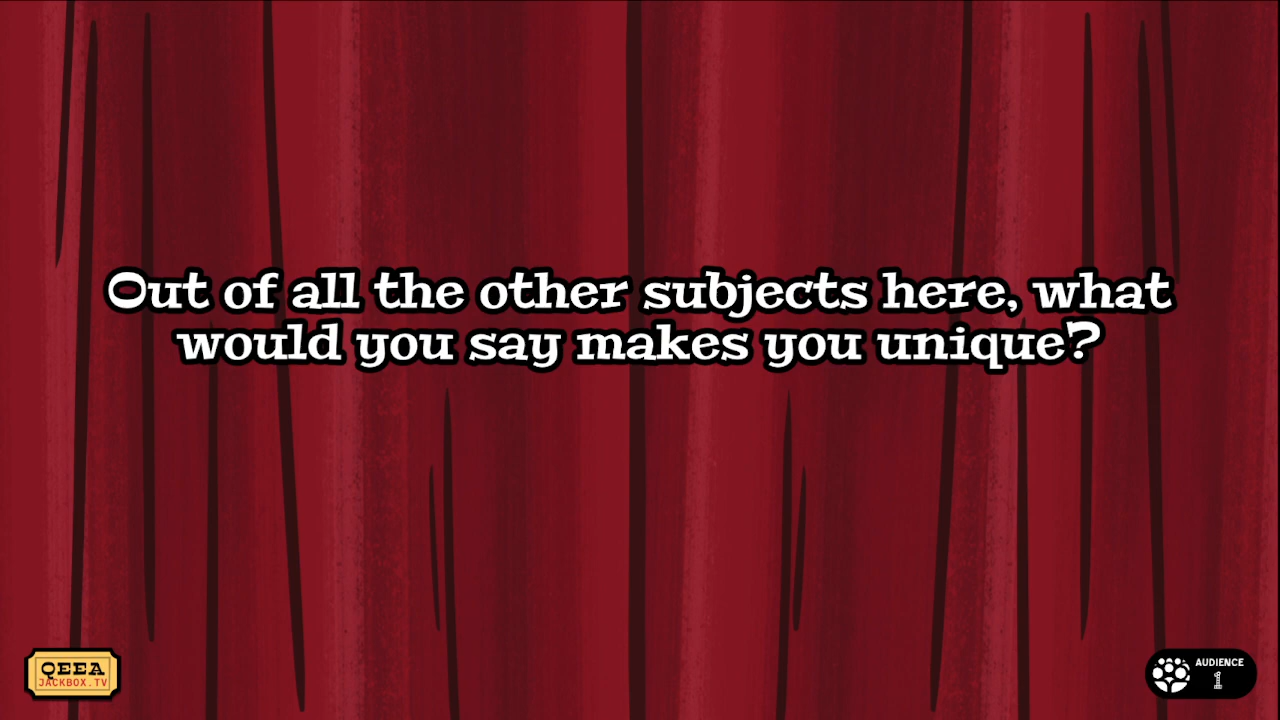 Out of all the other subjects here, what
would you say makes you unique?
QEEA
JACKBOX.TV
AUDIENCE
1